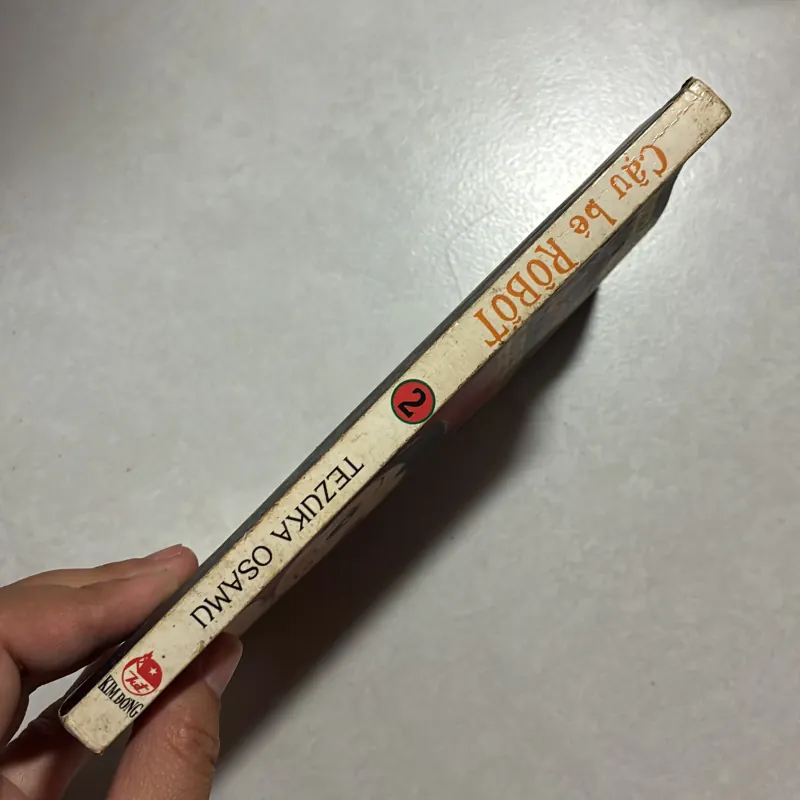 Cậu bé RÔBỐT
2
TEZUKA OSAMU
KIM ĐỒNG